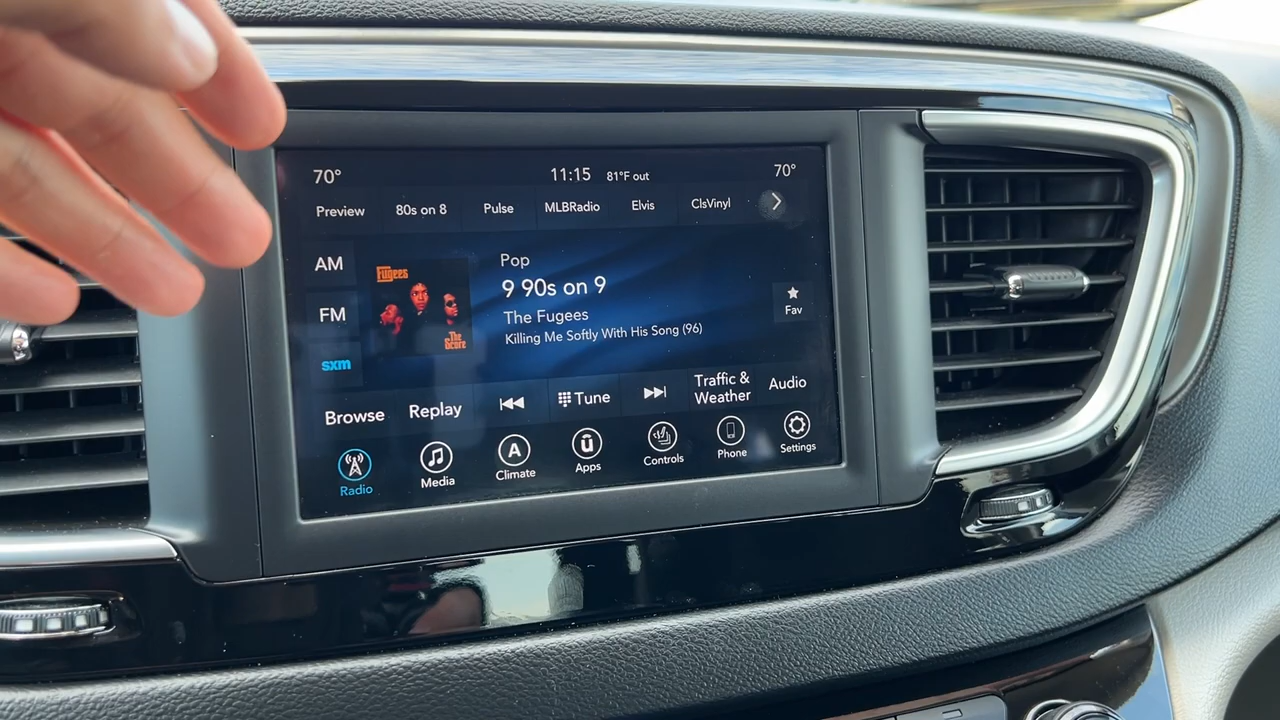 70° 11:15 81°F out 70°
Preview 80s on 8 Pulse MLBRadio Elvis ClsVinyl
AM
FM
sxm
Fugees
The
Score
Pop
9 90s on 9
The Fugees
Killing Me Softly With His Song (96)
Fav
Browse Replay Tune Traffic &
Weather Audio
Radio Media A Climate ū Apps Controls Phone Settings